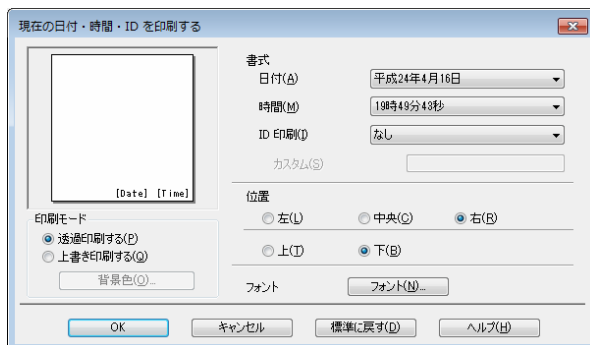 現在の日付・時間・ID を印刷する
[Date] [Time]
印刷モード
透過印刷する(P)
上書き印刷する(Q)
背景色(O)...
書式
日付(A) 平成24年4月16日
時間(M) 19時49分43秒
ID 印刷(I) なし
カスタム(S)
位置
左(L) 中央(C) 右(R)
上(T) 下(B)
フォント フォント(N)...
OK キャンセル 標準に戻す(D) ヘルプ(H)